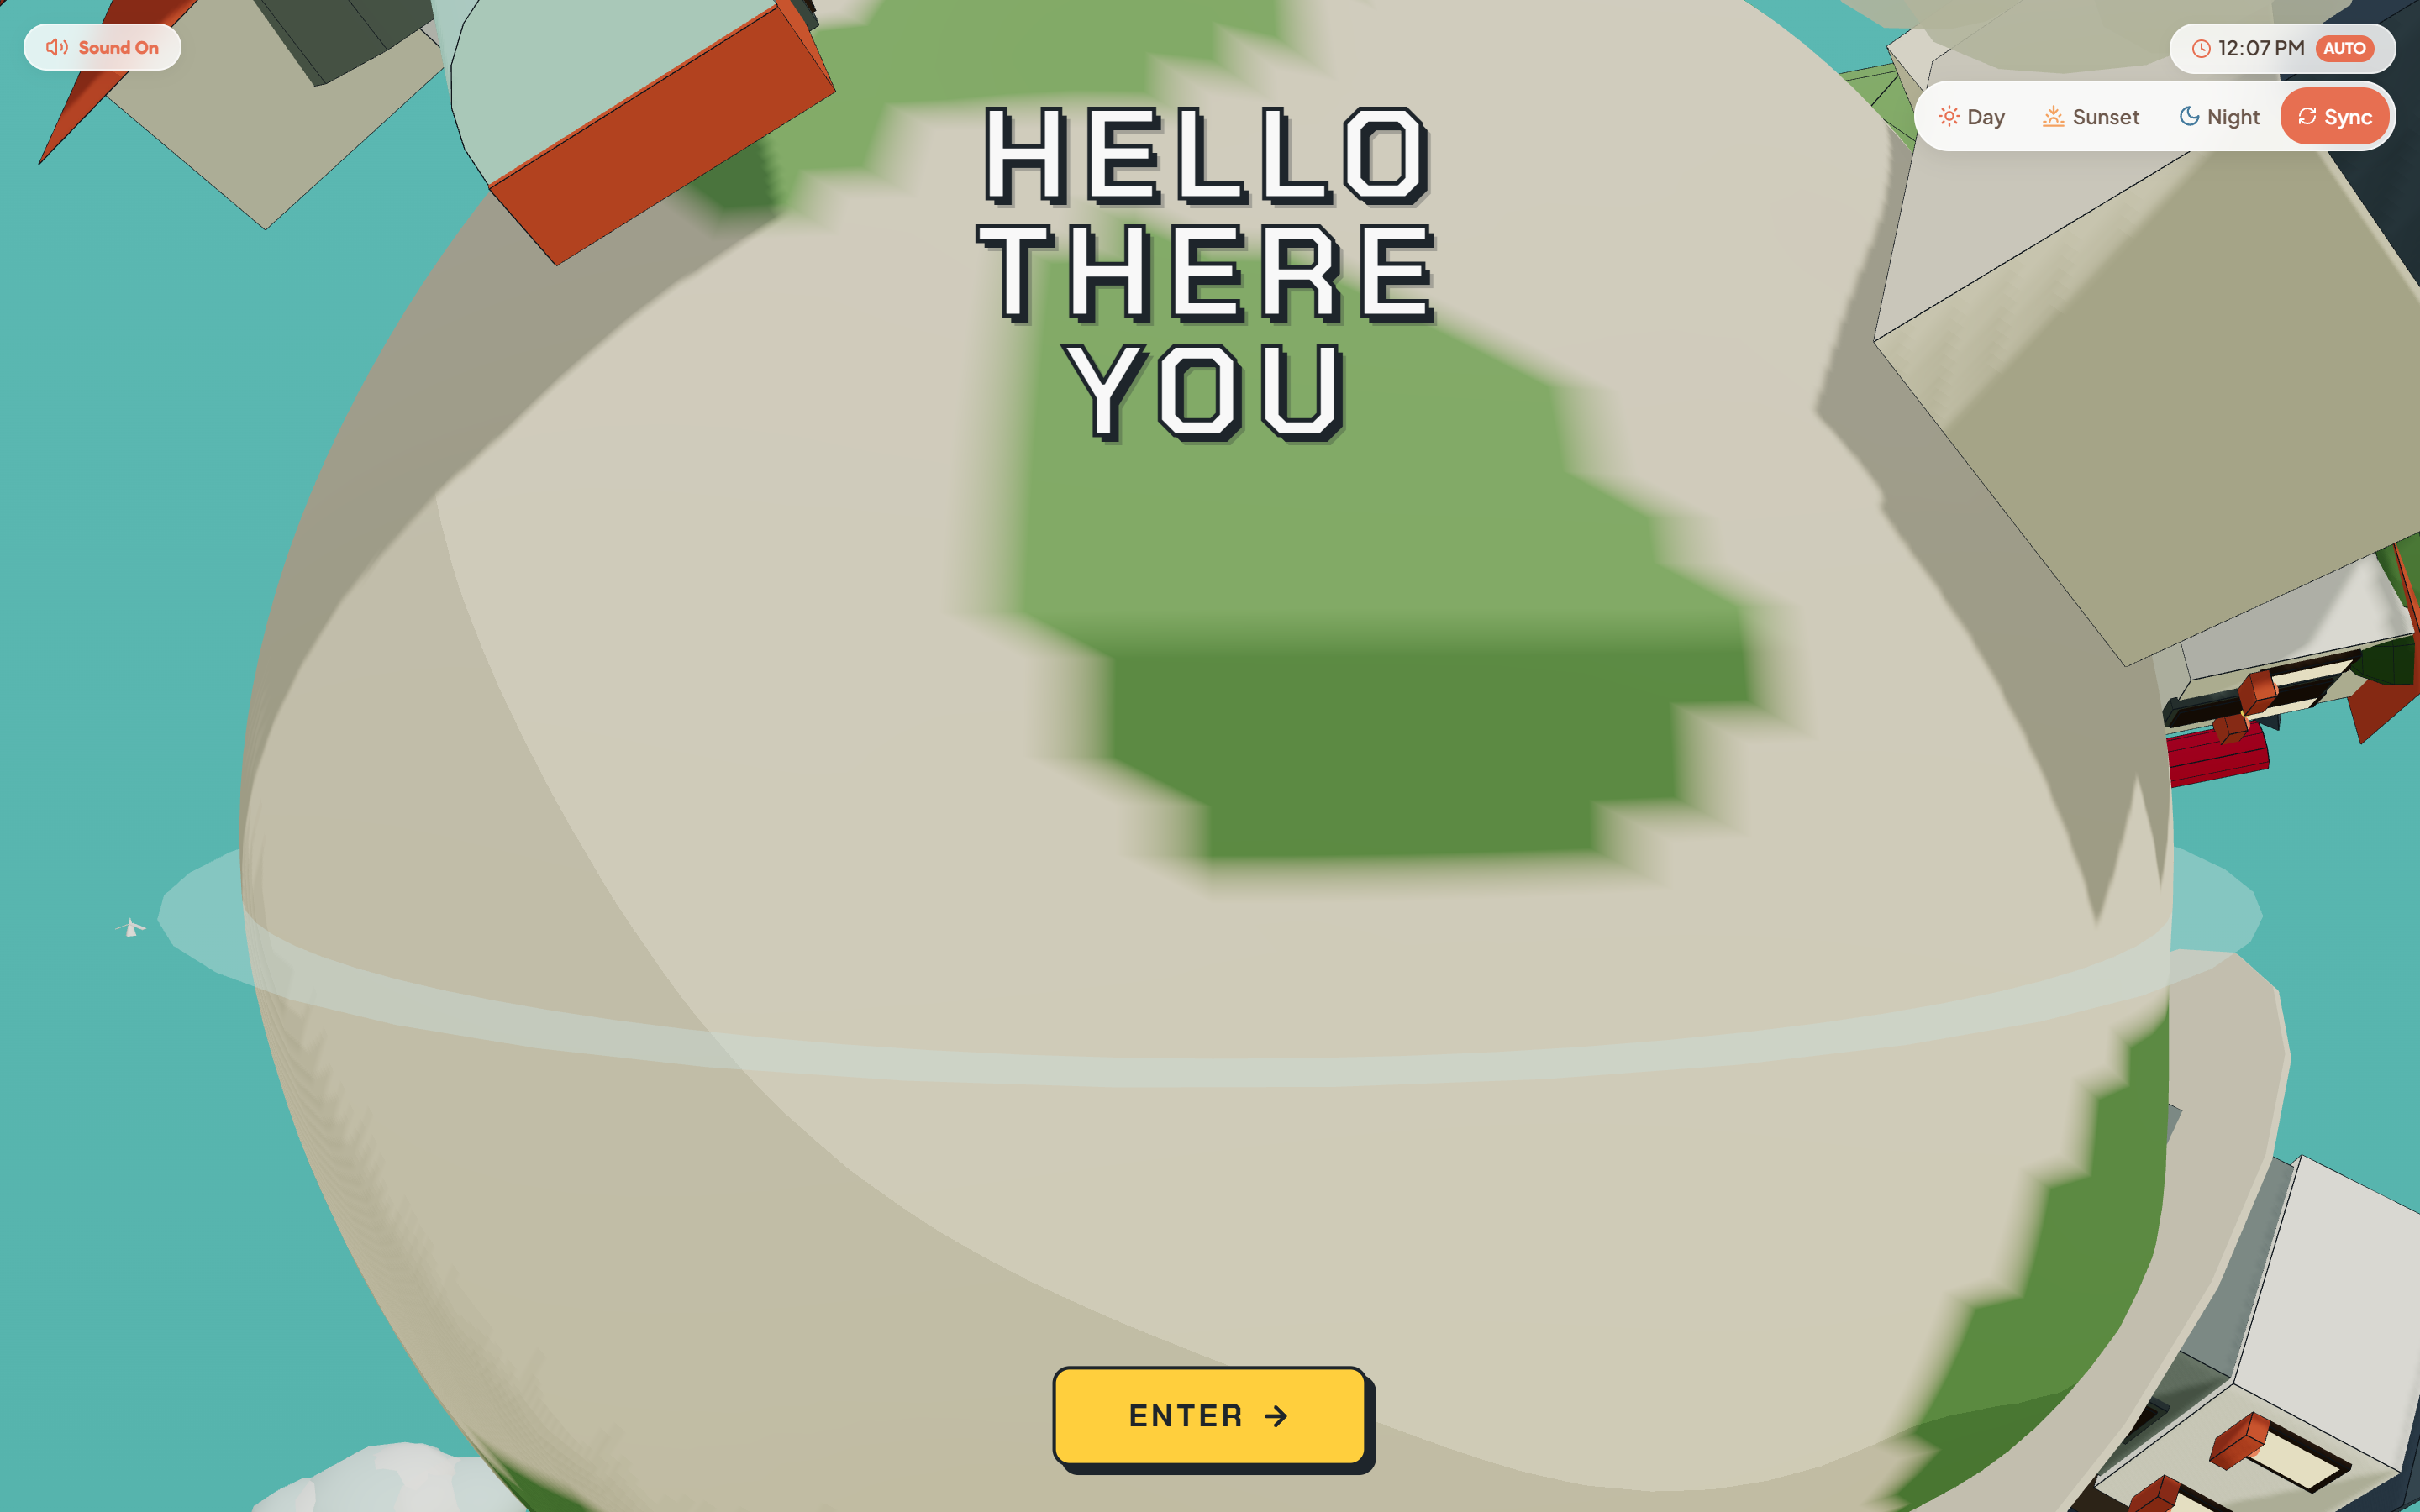 Sound On
12:07 PM AUTO
Day Sunset Night Sync
HELLO
THERE
YOU
ENTER →